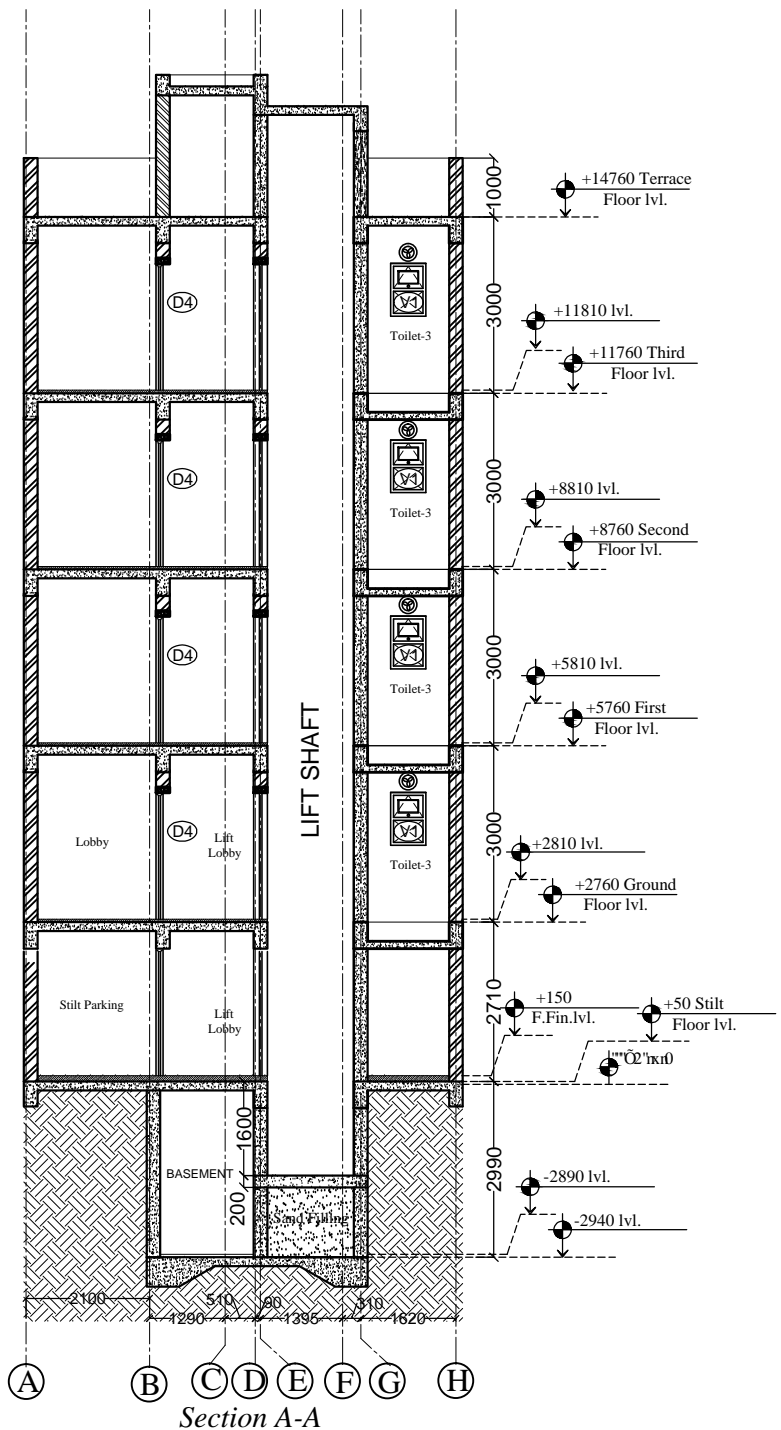 1000
+14760 Terrace
Floor lvl.
D4
3000
Toilet-3
+11810 lvl.
+11760 Third
Floor lvl.
D4
3000
Toilet-3
+8810 lvl.
+8760 Second
Floor lvl.
D4
3000
Toilet-3
+5810 lvl.
+5760 First
Floor lvl.
LIFT SHAFT
Lobby
D4
Lift
Lobby
3000
Toilet-3
+2810 lvl.
+2760 Ground
Floor lvl.
Stilt Parking
Lift
Lobby
2710
+150
F.Fin.lvl.
+50 Stilt
Floor lvl.
1600
BASEMENT
200
Sand Filling
2990
-2890 lvl.
-2940 lvl.
2100
1290
510
90
1395
310
1620
A
B
C
D
E
F
G
H
Section A-A